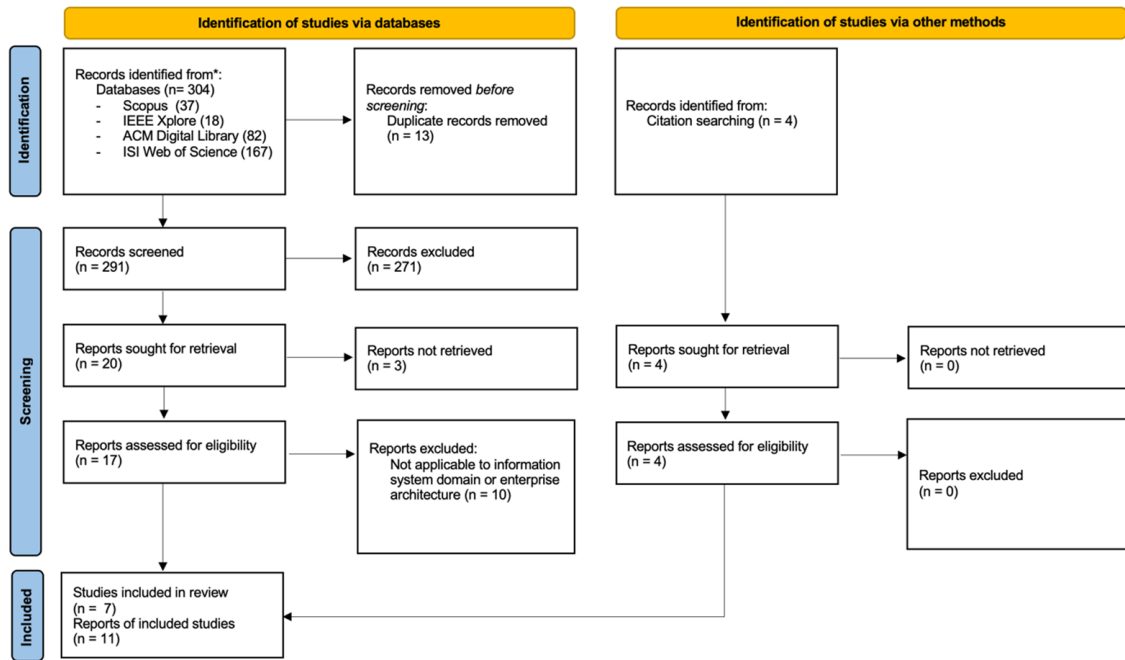 Identification of studies via databases
Identification of studies via other methods
Identification
Records identified from*:
Databases (n= 304)
- Scopus (37)
- IEEE Xplore (18)
- ACM Digital Library (82)
- ISI Web of Science (167)
Records removed before
screening:
Duplicate records removed
(n = 13)
Records identified from:
Citation searching (n = 4)
Screening
Records screened
(n = 291)
Records excluded
(n = 271)
Reports sought for retrieval
(n = 20)
Reports not retrieved
(n = 3)
Reports sought for retrieval
(n = 4)
Reports not retrieved
(n = 0)
Reports assessed for eligibility
(n = 17)
Reports excluded:
Not applicable to information
system domain or enterprise
architecture (n = 10)
Reports assessed for eligibility
(n = 4)
Reports excluded
(n = 0)
Included
Studies included in review
(n = 7)
Reports of included studies
(n = 11)